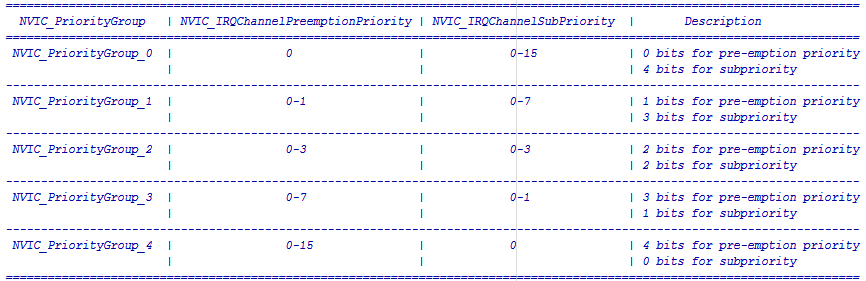 ============================================================================================================================
NVIC_PriorityGroup | NVIC_IRQChannelPreemptionPriority | NVIC_IRQChannelSubPriority | Description
============================================================================================================================
NVIC_PriorityGroup_0 | 0 | 0-15 | 0 bits for pre-emption priority
| | | 4 bits for subpriority
----------------------------------------------------------------------------------------------------------------------------
NVIC_PriorityGroup_1 | 0-1 | 0-7 | 1 bits for pre-emption priority
| | | 3 bits for subpriority
----------------------------------------------------------------------------------------------------------------------------
NVIC_PriorityGroup_2 | 0-3 | 0-3 | 2 bits for pre-emption priority
| | | 2 bits for subpriority
----------------------------------------------------------------------------------------------------------------------------
NVIC_PriorityGroup_3 | 0-7 | 0-1 | 3 bits for pre-emption priority
| | | 1 bits for subpriority
----------------------------------------------------------------------------------------------------------------------------
NVIC_PriorityGroup_4 | 0-15 | 0 | 4 bits for pre-emption priority
| | | 0 bits for subpriority
============================================================================================================================